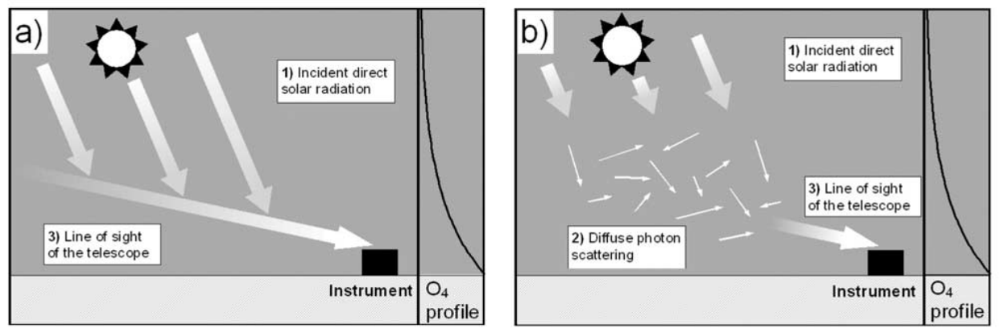 a)
1) Incident direct
solar radiation
3) Line of sight
of the telescope
Instrument
O₄
profile
b)
1) Incident direct
solar radiation
3) Line of sight
of the telescope
2) Diffuse photon
scattering
Instrument
O₄
profile